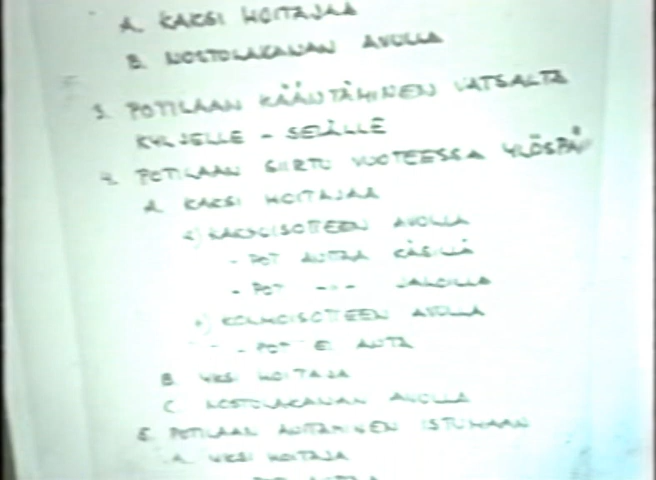 A. KAKSI HOITAJAA
B. NOSTOLAKANAN AVULLA
3. POTILAAN KÄÄNTÄMINEN VATSALTA
KYLJELLE - SELÄLLE
4. POTILAAN SIIRTO VUOTEESSA YLÖSPÄIN
A. KAKSI HOITAJAA
KAKSOISOTTEEN AVULLA
- POT AUTTAA KÄSILLÄ
- POT -"- JALOILLA
KOLMOISOTTEEN AVULLA
- POT EI AUTA
B. YKSI HOITAJA
C. NOSTOLAKANAN AVULLA
5. POTILAAN AUTTAMINEN ISTUMAAN
A. YKSI HOITAJA